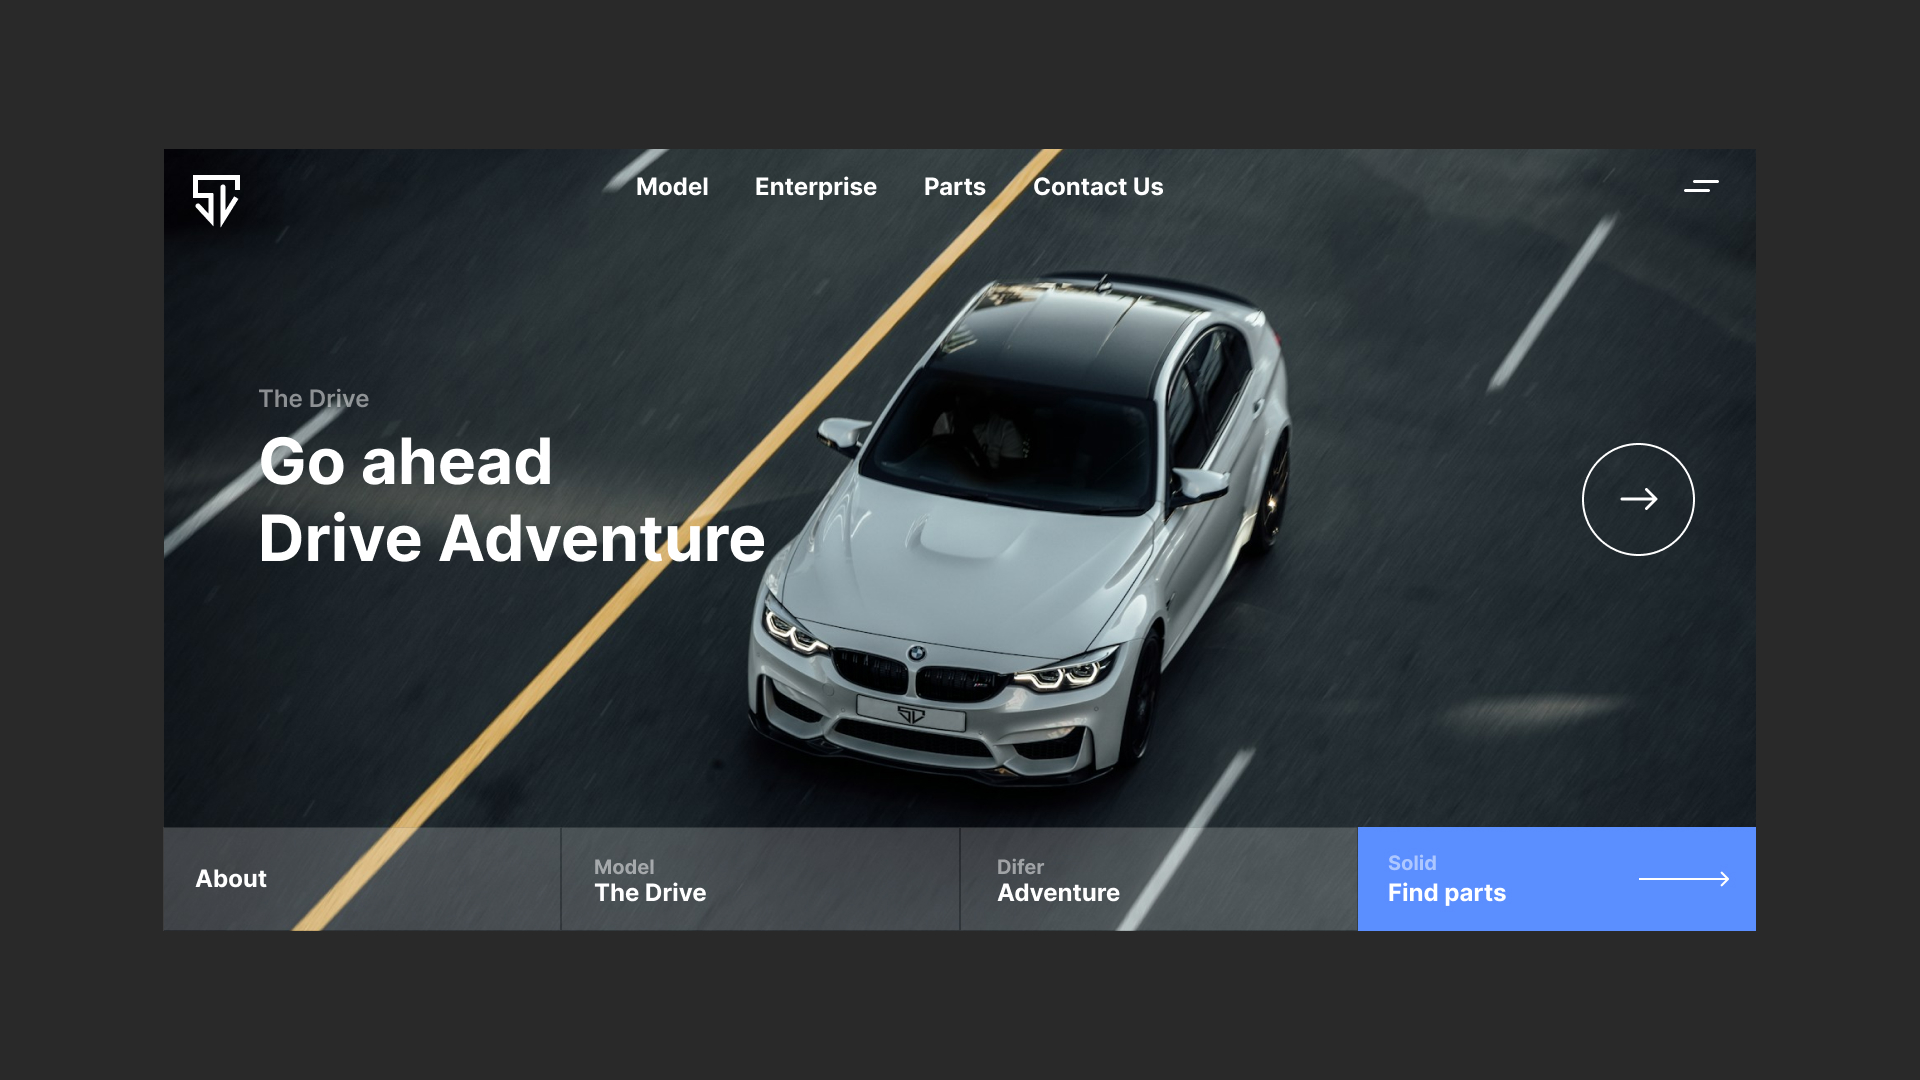 Model
Enterprise
Parts
Contact Us
The Drive
Go ahead
Drive Adventure
About
Model
The Drive
Difer
Adventure
Solid
Find parts